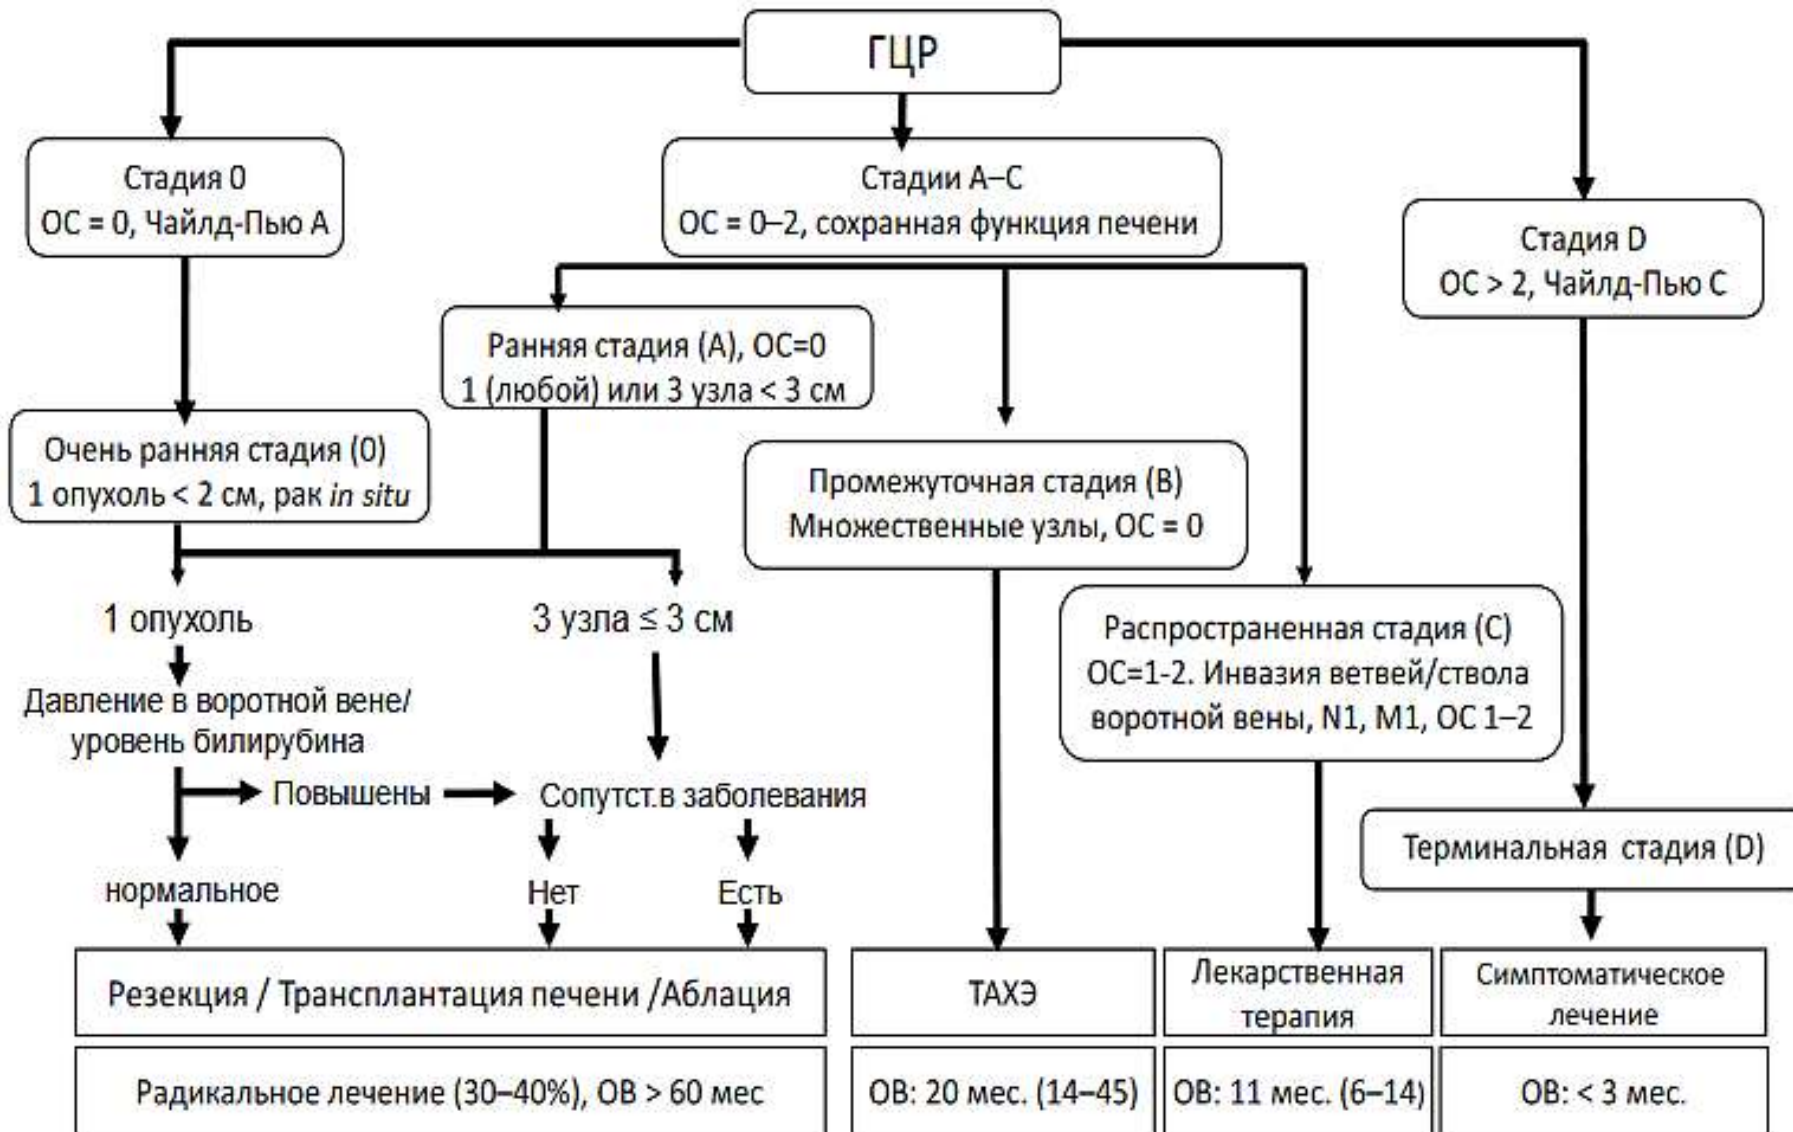 ГЦР
Стадия 0
ОС = 0, Чайлд-Пью А
Стадии А–С
ОС = 0–2, сохранная функция печени
Стадия D
ОС > 2, Чайлд-Пью С
Ранняя стадия (А), ОС=0
1 (любой) или 3 узла < 3 см
Очень ранняя стадия (0)
1 опухоль < 2 см, рак in situ
Промежуточная стадия (В)
Множественные узлы, ОС = 0
Распространенная стадия (С)
ОС=1-2. Инвазия ветвей/ствола
воротной вены, N1, M1, ОС 1–2
1 опухоль
3 узла ≤ 3 см
Давление в воротной вене/
уровень билирубина
Повышены
Сопутст.в заболевания
Терминальная стадия (D)
нормальное
Нет
Есть
Резекция / Трансплантация печени /Аблация
ТАХЭ
Лекарственная
терапия
Симптоматическое
лечение
Радикальное лечение (30–40%), ОВ > 60 мес
ОВ: 20 мес. (14–45)
ОВ: 11 мес. (6–14)
ОВ: < 3 мес.